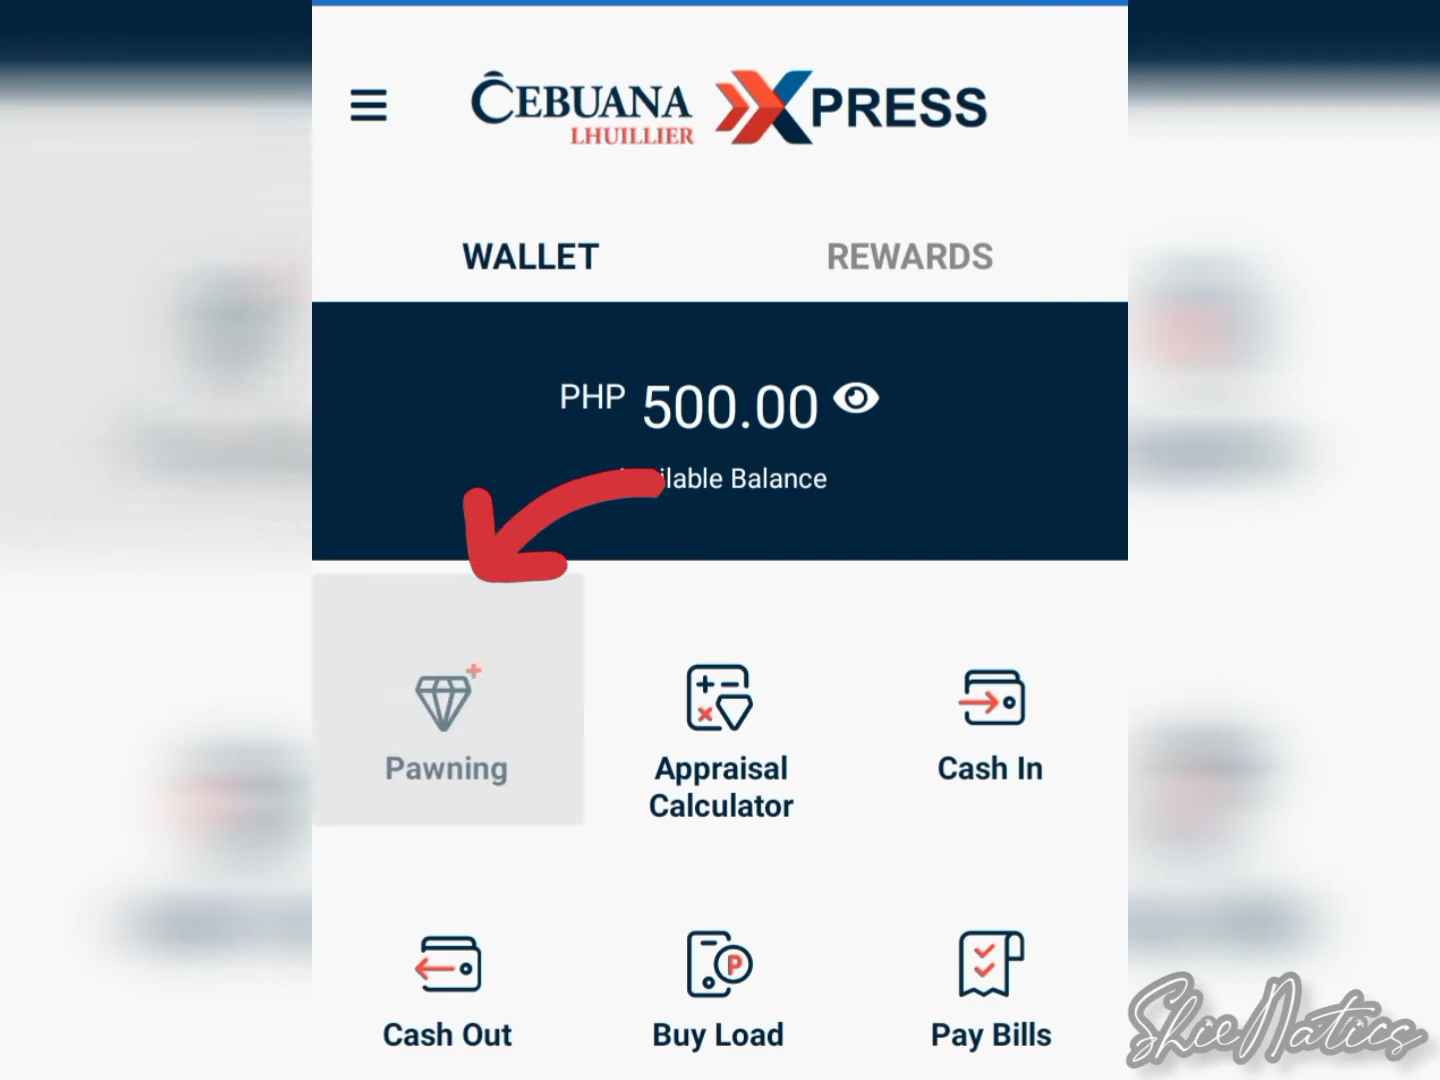 CEBUANA
LHUILLIER
XPRESS
WALLET
REWARDS
PHP 500.00
Balance
Pawning
Appraisal
Calculator
Cash In
Cash Out
Buy Load
Pay Bills
SkieNatics